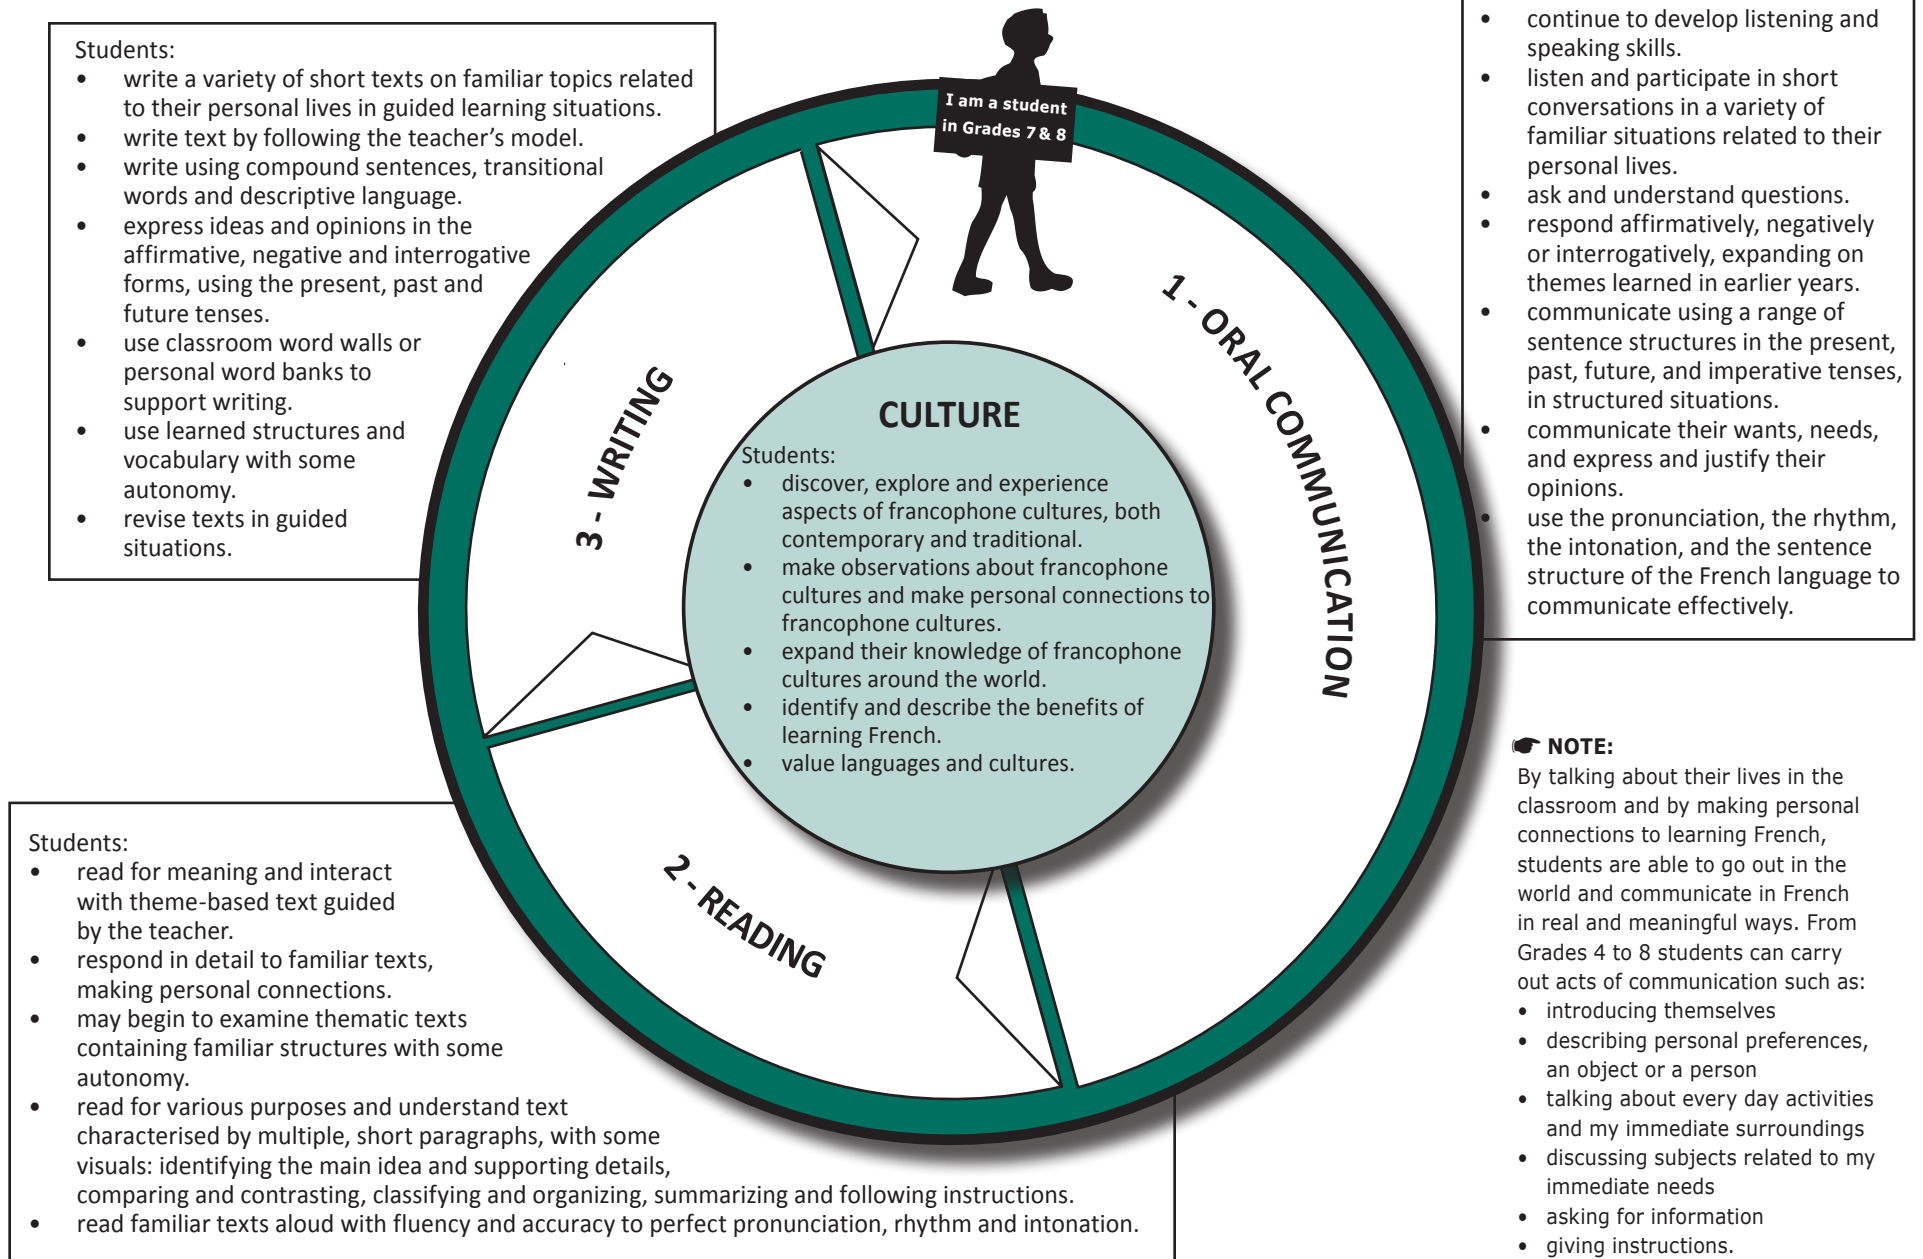 Students:
• write a variety of short texts on familiar topics related
to their personal lives in guided learning situations.
• write text by following the teacher's model.
• write using compound sentences, transitional
words and descriptive language.
• express ideas and opinions in the
affirmative, negative and interrogative
forms, using the present, past and
future tenses.
• use classroom word walls or
personal word banks to
support writing.
• use learned structures and
vocabulary with some
autonomy.
• revise texts in guided
situations.
I am a student
in Grades 7 & 8
• continue to develop listening and
speaking skills.
• listen and participate in short
conversations in a variety of
familiar situations related to their
personal lives.
• ask and understand questions.
• respond affirmatively, negatively
or interrogatively, expanding on
themes learned in earlier years.
• communicate using a range of
sentence structures in the present,
past, future, and imperative tenses,
in structured situations.
• communicate their wants, needs,
and express and justify their
opinions.
• use the pronunciation, the rhythm,
the intonation, and the sentence
structure of the French language to
communicate effectively.
1 - ORAL COMMUNICATION
3 - WRITING
2 - READING
CULTURE
Students:
• discover, explore and experience
aspects of francophone cultures, both
contemporary and traditional.
• make observations about francophone
cultures and make personal connections to
francophone cultures.
• expand their knowledge of francophone
cultures around the world.
• identify and describe the benefits of
learning French.
• value languages and cultures.
Students:
• read for meaning and interact
with theme-based text guided
by the teacher.
• respond in detail to familiar texts,
making personal connections.
• may begin to examine thematic texts
containing familiar structures with some
autonomy.
• read for various purposes and understand text
characterised by multiple, short paragraphs, with some
visuals: identifying the main idea and supporting details,
comparing and contrasting, classifying and organizing, summarizing and following instructions.
• read familiar texts aloud with fluency and accuracy to perfect pronunciation, rhythm and intonation.
☛ NOTE:
By talking about their lives in the
classroom and by making personal
connections to learning French,
students are able to go out in the
world and communicate in French
in real and meaningful ways. From
Grades 4 to 8 students can carry
out acts of communication such as:
• introducing themselves
• describing personal preferences,
an object or a person
• talking about every day activities
and my immediate surroundings
• discussing subjects related to my
immediate needs
• asking for information
• giving instructions.